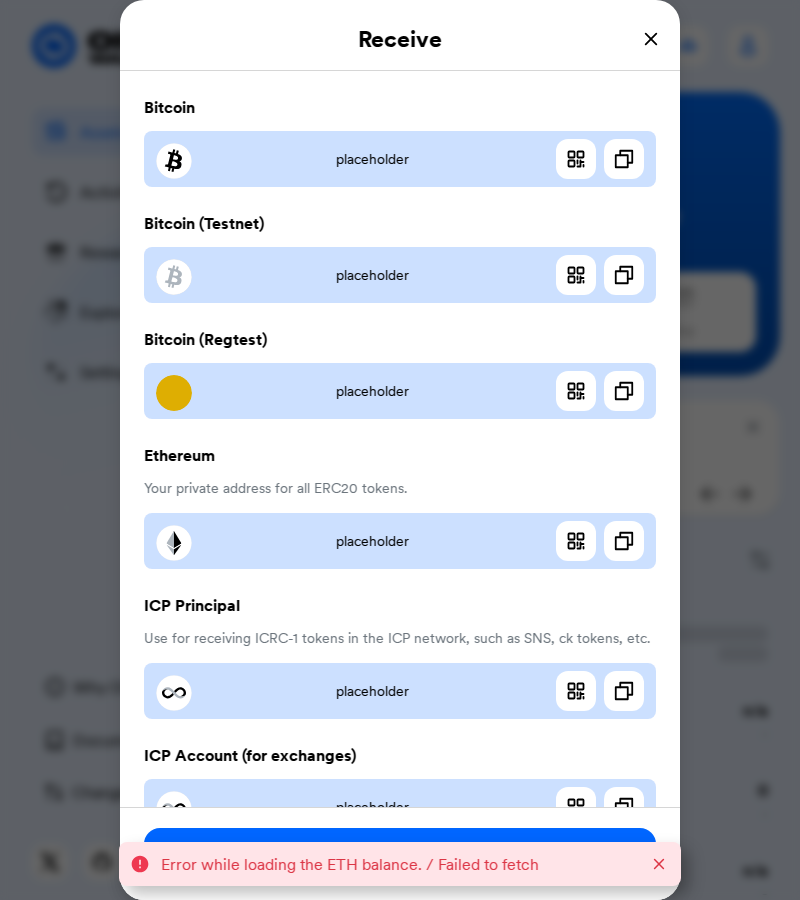 Receive
Bitcoin
placeholder
Bitcoin (Testnet)
placeholder
Bitcoin (Regtest)
placeholder
Ethereum
Your private address for all ERC20 tokens.
placeholder
ICP Principal
Use for receiving ICRC-1 tokens in the ICP network, such as SNS, ck tokens, etc.
placeholder
ICP Account (for exchanges)
placeholder
Error while loading the ETH balance. / Failed to fetch